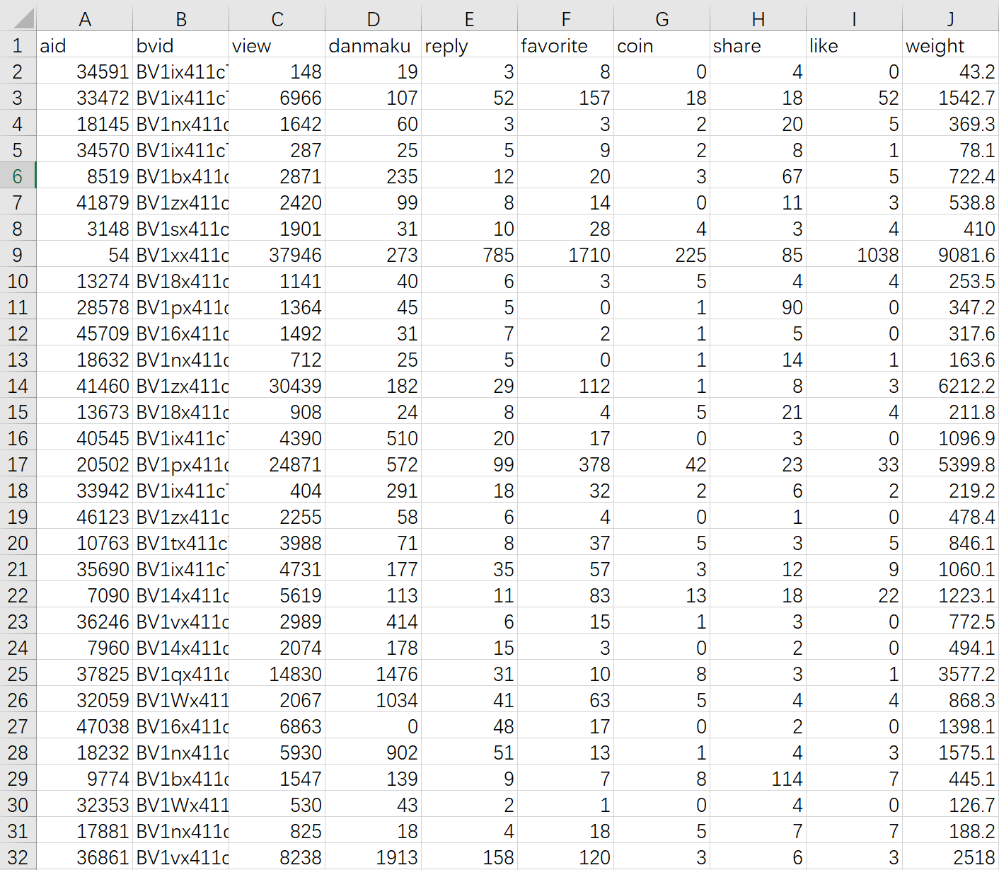 A B C D E F G H I J
1 aid bvid view danmaku reply favorite coin share like weight
2 34591 BV1ix411c 148 19 3 8 0 4 0 43.2
3 33472 BV1ix411c 6966 107 52 157 18 18 52 1542.7
4 18145 BV1nx411c 1642 60 3 3 2 20 5 369.3
5 34570 BV1ix411c 287 25 5 9 2 8 1 78.1
6 8519 BV1bx411c 2871 235 12 20 3 67 5 722.4
7 41879 BV1zx411c 2420 99 8 14 0 11 3 538.8
8 3148 BV1sx411c 1901 31 10 28 4 3 4 410
9 54 BV1xx411c 37946 273 785 1710 225 85 1038 9081.6
10 13274 BV18x411c 1141 40 6 3 5 4 4 253.5
11 28578 BV1px411c 1364 45 5 0 1 90 0 347.2
12 45709 BV16x411c 1492 31 7 2 1 5 0 317.6
13 18632 BV1nx411c 712 25 5 0 1 14 1 163.6
14 41460 BV1zx411c 30439 182 29 112 1 8 3 6212.2
15 13673 BV18x411c 908 24 8 4 5 21 4 211.8
16 40545 BV1ix411c 4390 510 20 17 0 3 0 1096.9
17 20502 BV1px411c 24871 572 99 378 42 23 33 5399.8
18 33942 BV1ix411c 404 291 18 32 2 6 2 219.2
19 46123 BV1zx411c 2255 58 6 4 0 1 0 478.4
20 10763 BV1tx411c 3988 71 8 37 5 3 5 846.1
21 35690 BV1ix411c 4731 177 35 57 3 12 9 1060.1
22 7090 BV14x411c 5619 113 11 83 13 18 22 1223.1
23 36246 BV1vx411c 2989 414 6 15 1 3 0 772.5
24 7960 BV14x411c 2074 178 15 3 0 2 0 494.1
25 37825 BV1qx411c 14830 1476 31 10 8 3 1 3577.2
26 32059 BV1Wx411 2067 1034 41 63 5 4 4 868.3
27 47038 BV16x411c 6863 0 48 17 0 2 0 1398.1
28 18232 BV1nx411c 5930 902 51 13 1 4 3 1575.1
29 9774 BV1bx411c 1547 139 9 7 8 114 7 445.1
30 32353 BV1Wx411 530 43 2 1 0 4 0 126.7
31 17881 BV1nx411c 825 18 4 18 5 7 7 188.2
32 36861 BV1vx411c 8238 1913 158 120 3 6 3 2518